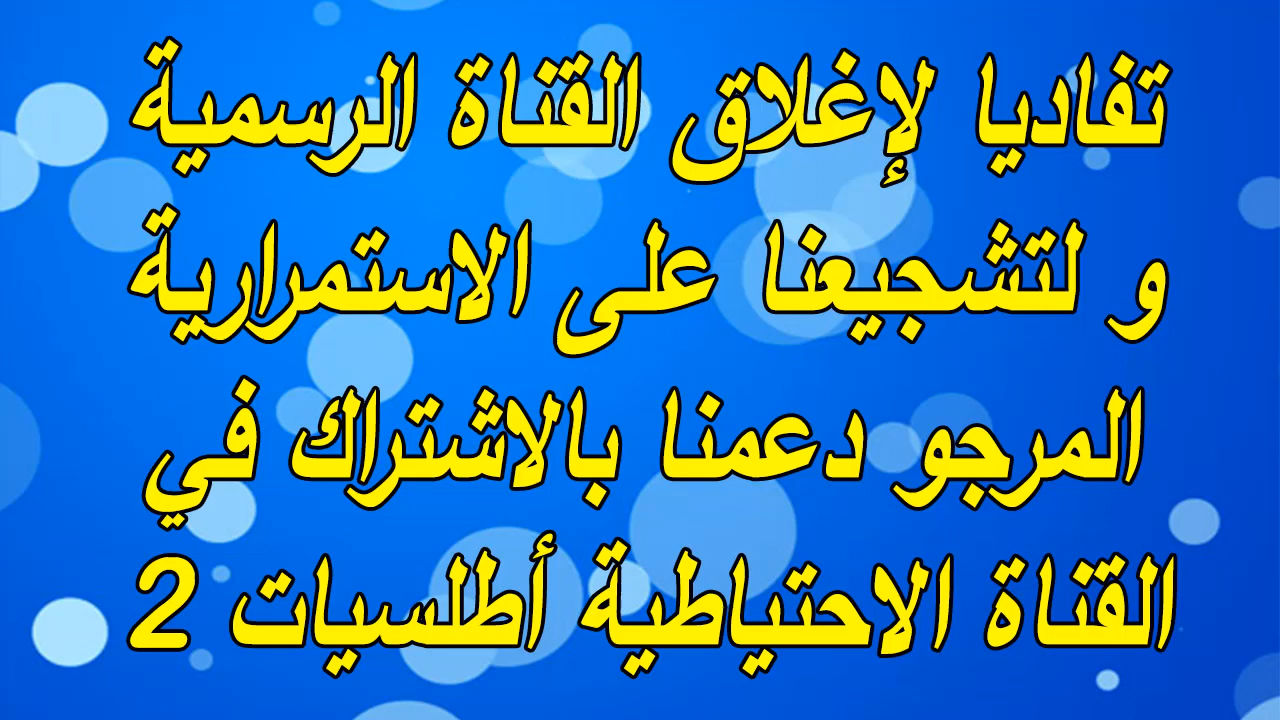 تفاديا لإغلاق القناة الرسمية
و لتشجيعنا على الاستمرارية
المرجو دعمنا بالاشتراك في
القناة الاحتياطية أطلسيات 2